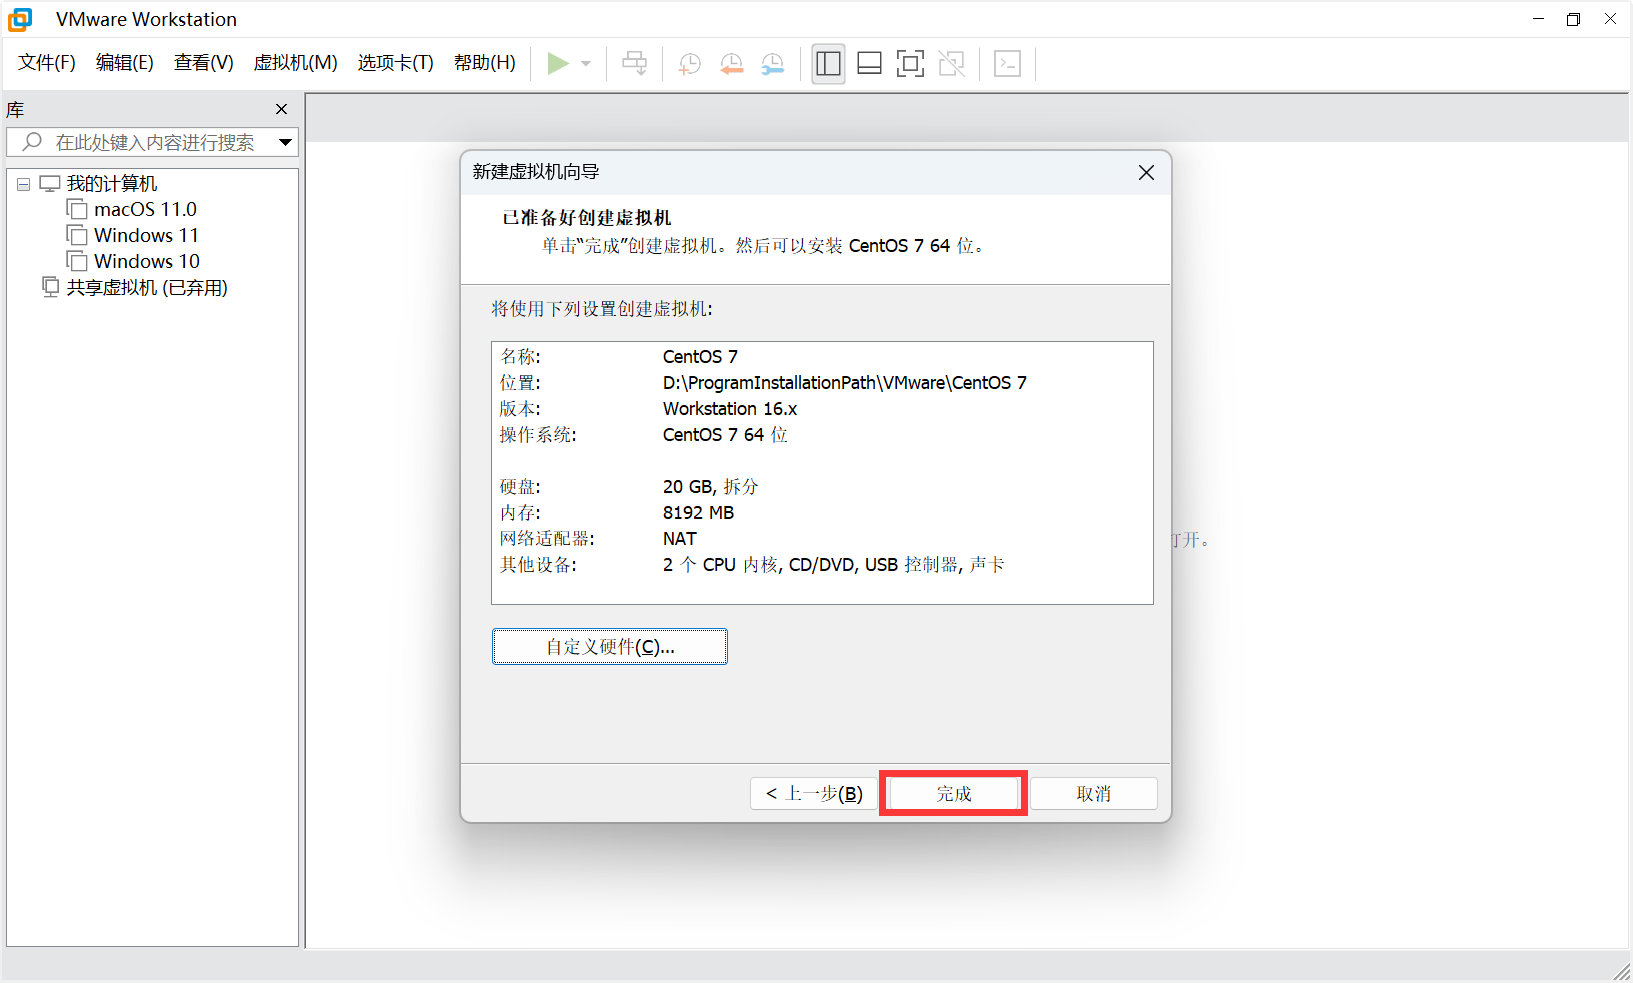 VMware Workstation
文件(F) 编辑(E) 查看(V) 虚拟机(M) 选项卡(T) 帮助(H)
库
在此处键入内容进行搜索
我的计算机
macOS 11.0
Windows 11
Windows 10
共享虚拟机 (已弃用)
新建虚拟机向导
已准备好创建虚拟机
单击“完成”创建虚拟机。然后可以安装 CentOS 7 64 位。
将使用下列设置创建虚拟机:
名称: CentOS 7
位置: D:\ProgramInstallationPath\VMware\CentOS 7
版本: Workstation 16.x
操作系统: CentOS 7 64 位
硬盘: 20 GB, 拆分
内存: 8192 MB
网络适配器: NAT
其他设备: 2 个 CPU 内核, CD/DVD, USB 控制器, 声卡
自定义硬件(C)...
< 上一步(B) 完成 取消
打开。